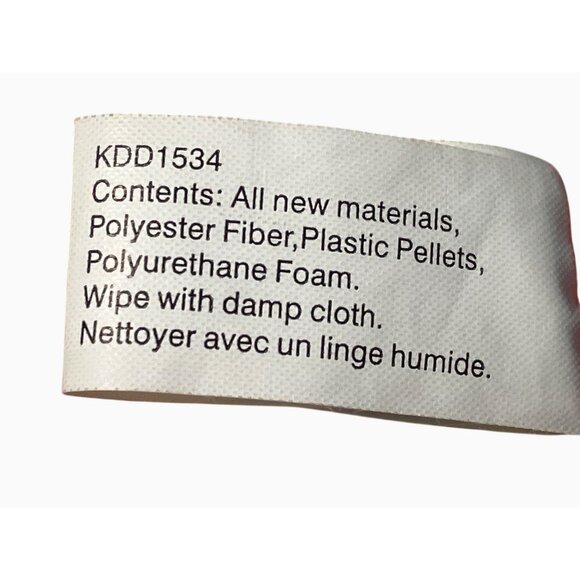 KDD1534
Contents: All new materials,
Polyester Fiber,Plastic Pellets,
Polyurethane Foam.
Wipe with damp cloth.
Nettoyer avec un linge humide.